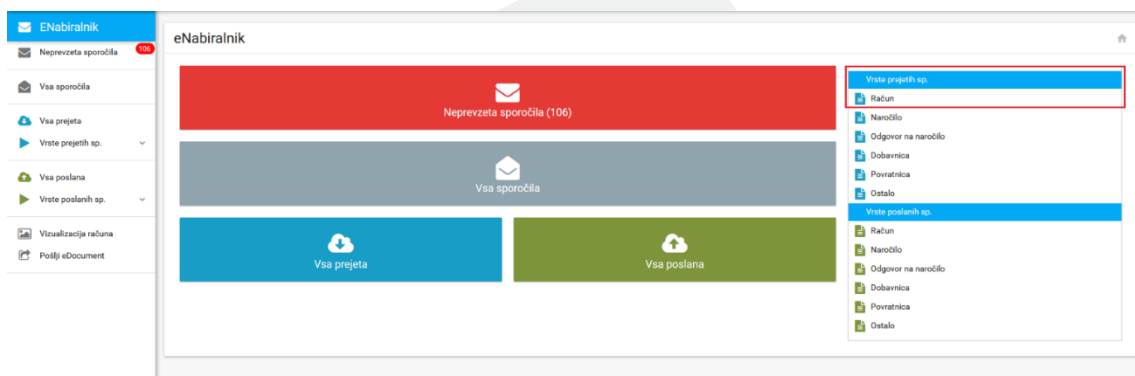 ENabiralnik
Neprevzeta sporočila 106
Vsa sporočila
Vsa prejeta
Vrste prejetih sp.
Vsa poslana
Vrste poslanih sp.
Vizualizacija računa
Pošlji eDocument
eNabiralnik
Neprevzeta sporočila (106)
Vsa sporočila
Vsa prejeta
Vsa poslana
Vrste prejetih sp.
Račun
Naročilo
Odgovor na naročilo
Dobavnica
Povratnica
Ostalo
Vrste poslanih sp.
Račun
Naročilo
Odgovor na naročilo
Dobavnica
Povratnica
Ostalo